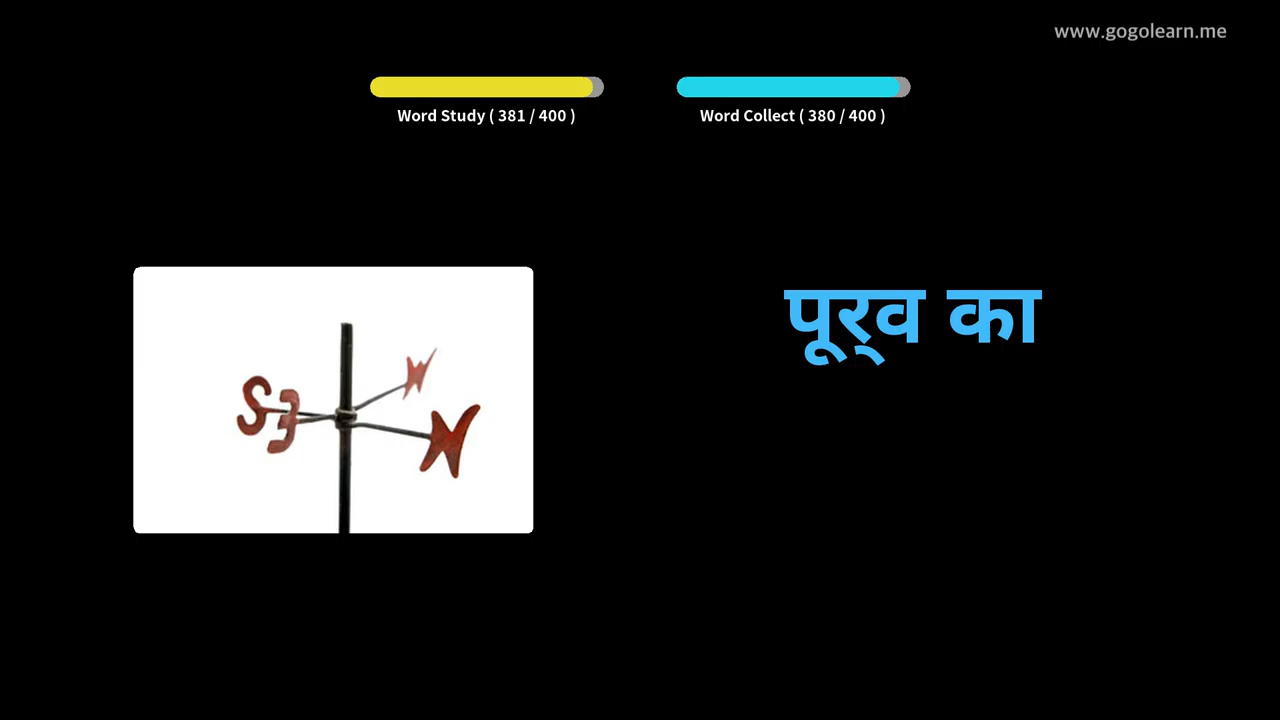 www.gogolearn.me
Word Study ( 381 / 400 )
Word Collect ( 380 / 400 )
पूर्‌व का
S E N